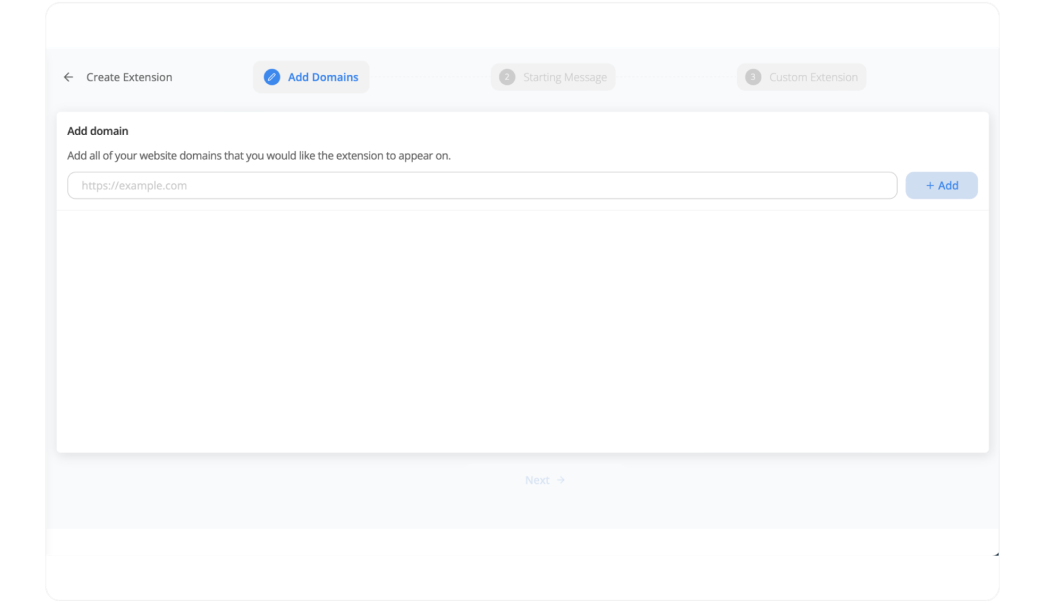 Create Extension
Add Domains
2 Starting Message
3 Custom Extension
Add domain
Add all of your website domains that you would like the extension to appear on.
https://example.com
+ Add
Next →